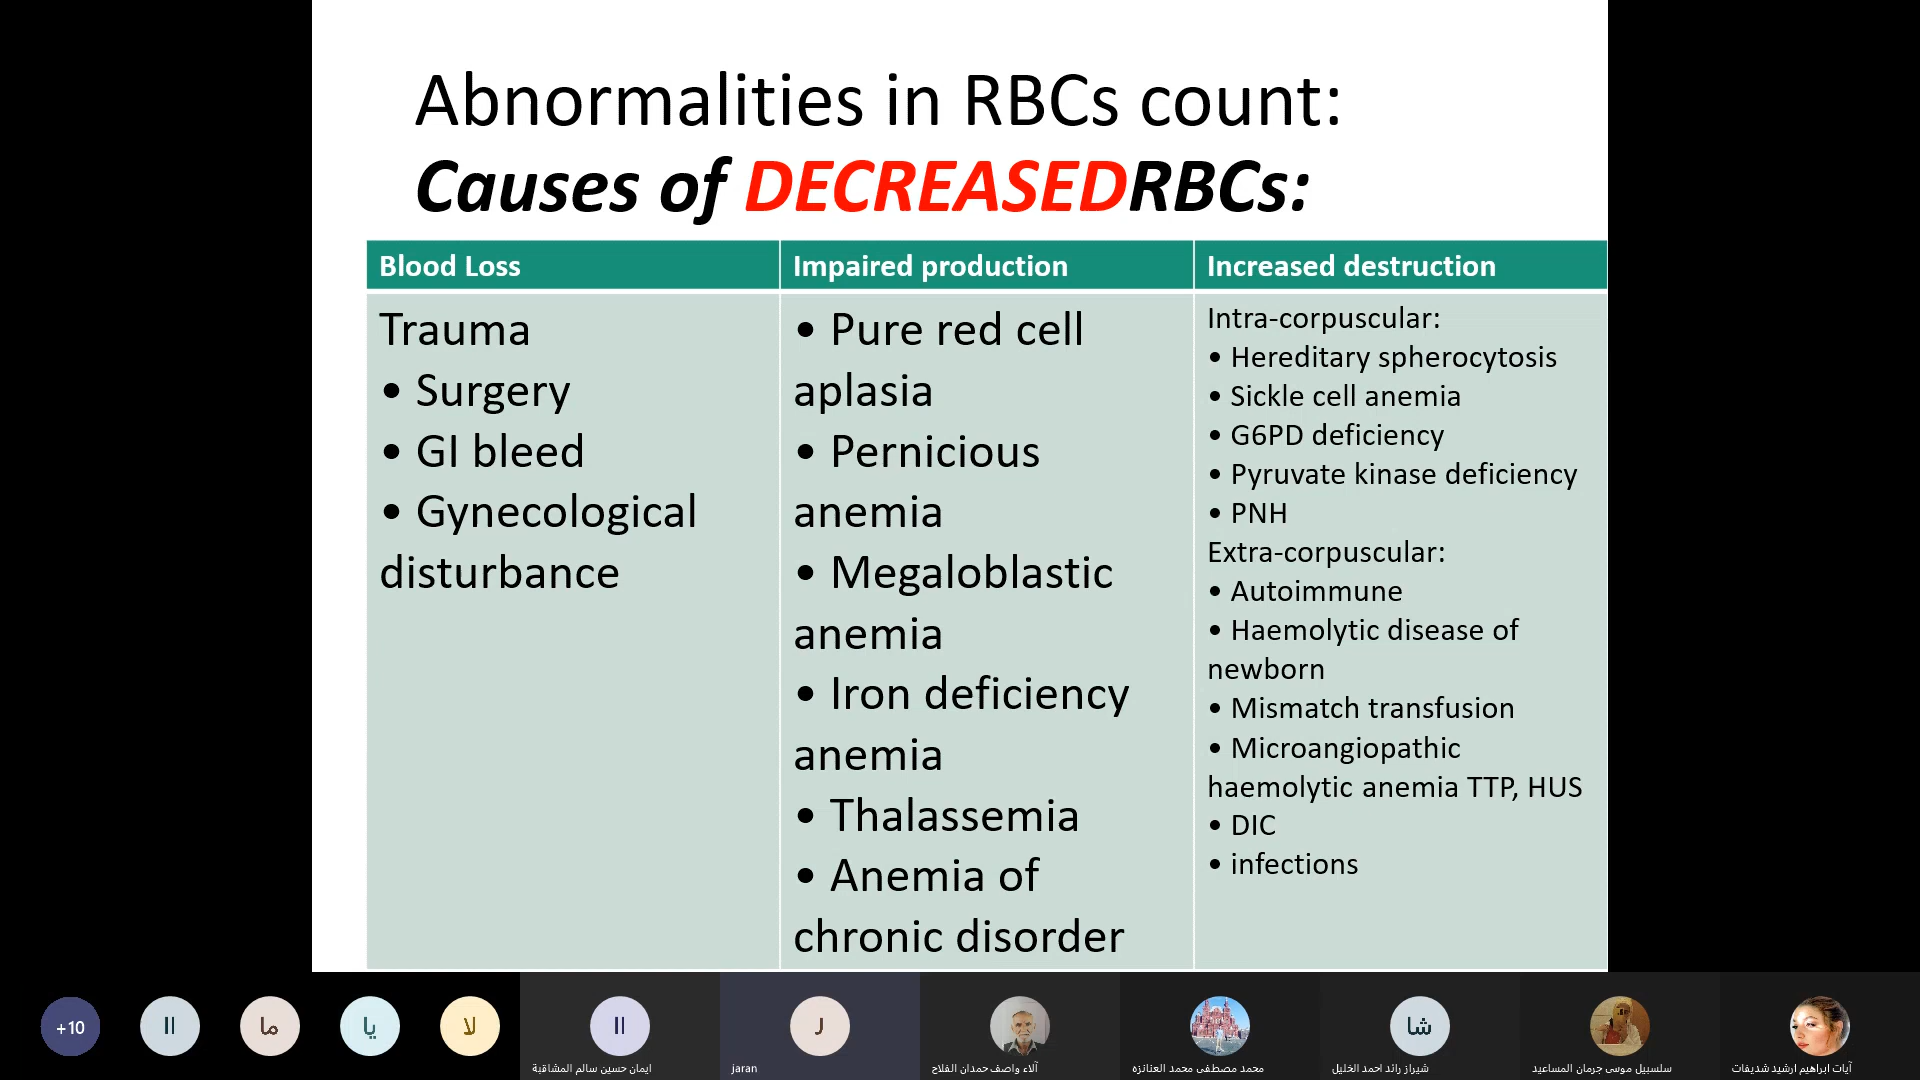 Abnormalities in RBCs count:
Causes of DECREASEDRBCs:
Blood Loss
Trauma
• Surgery
• GI bleed
• Gynecological
disturbance
Impaired production
• Pure red cell
aplasia
• Pernicious
anemia
• Megaloblastic
anemia
• Iron deficiency
anemia
• Thalassemia
• Anemia of
chronic disorder
Increased destruction
Intra-corpuscular:
• Hereditary spherocytosis
• Sickle cell anemia
• G6PD deficiency
• Pyruvate kinase deficiency
• PNH
Extra-corpuscular:
• Autoimmune
• Haemolytic disease of
newborn
• Mismatch transfusion
• Microangiopathic
haemolytic anemia TTP, HUS
• DIC
• infections
+10
اا
ما
يا
لا
اا
ايمان حسين سالم المشاقبة
J
jaran
آلاء واصف حمدان الفلاح
محمد مصطفى محمد العنانزه
شا
شيراز رائد احمد الخليل
سلسبيل موسى جرمان المساعيد
آيات ابراهيم ارشيد شديفات